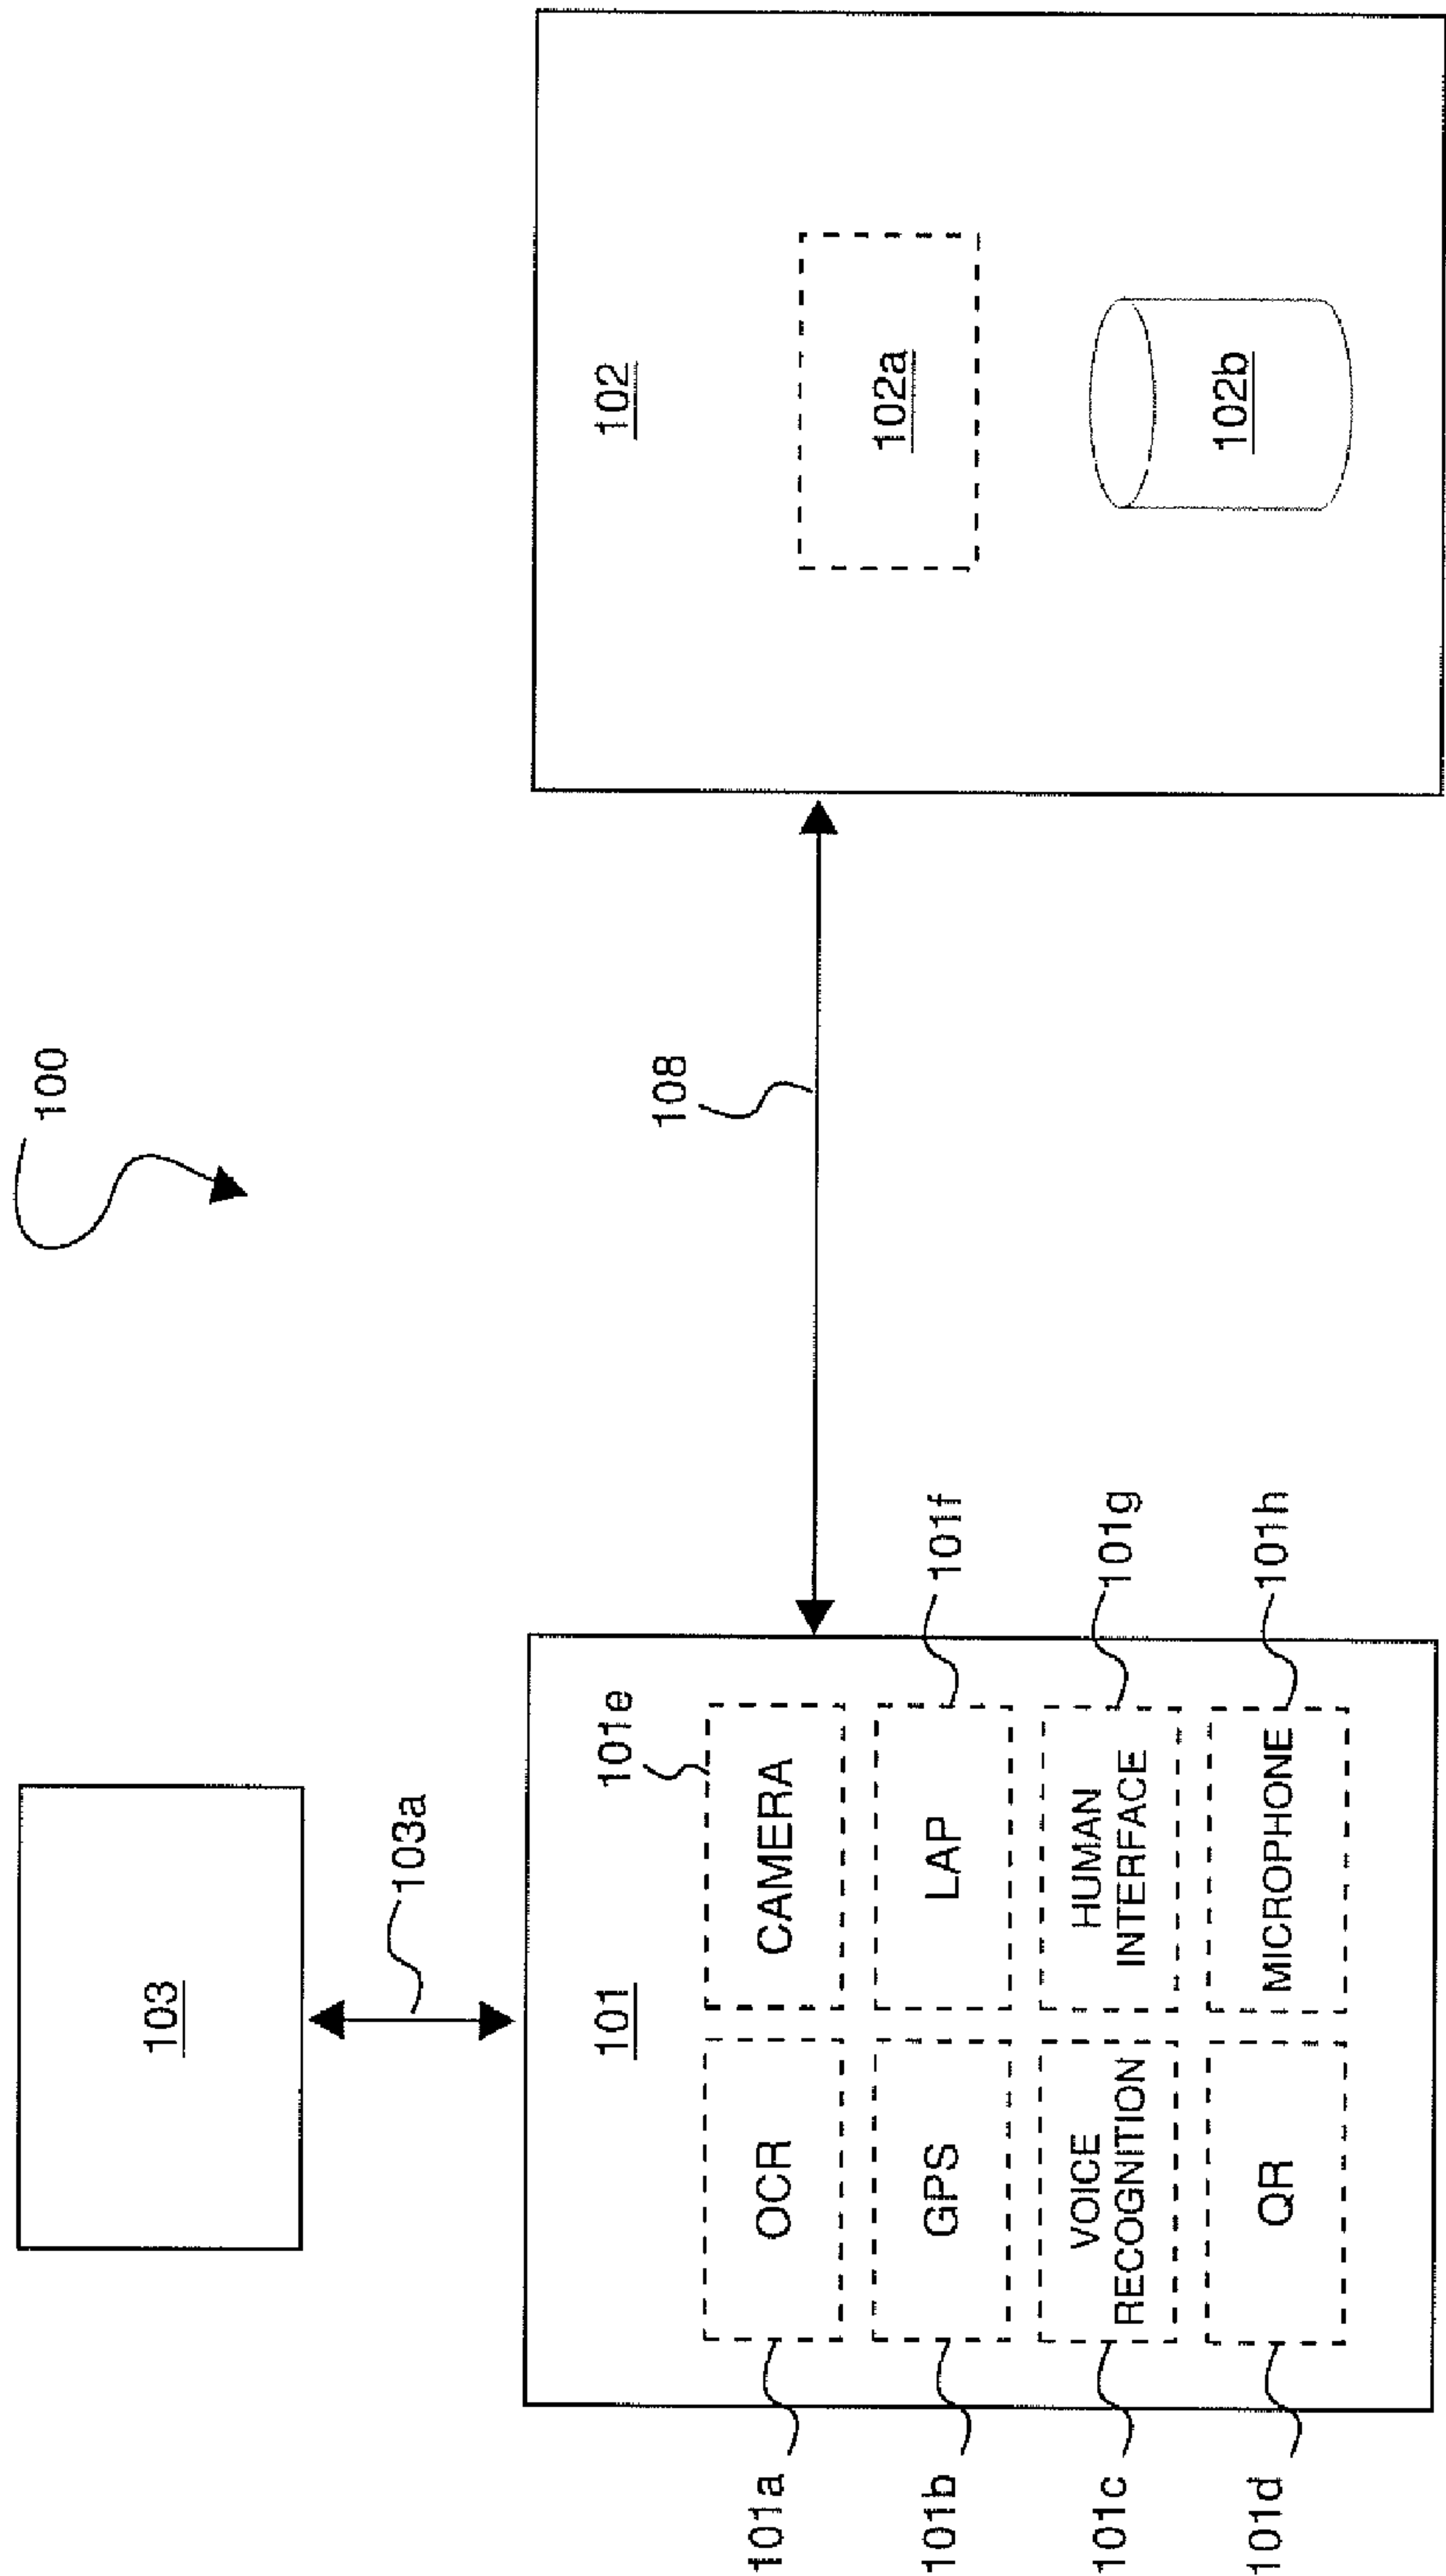 100
103
103a
101
101e
OCR
CAMERA
101a
GPS
LAP
101b
101f
VOICE
RECOGNITION
HUMAN
INTERFACE
101c
101g
QR
MICROPHONE
101d
101h
108
102
102a
102b